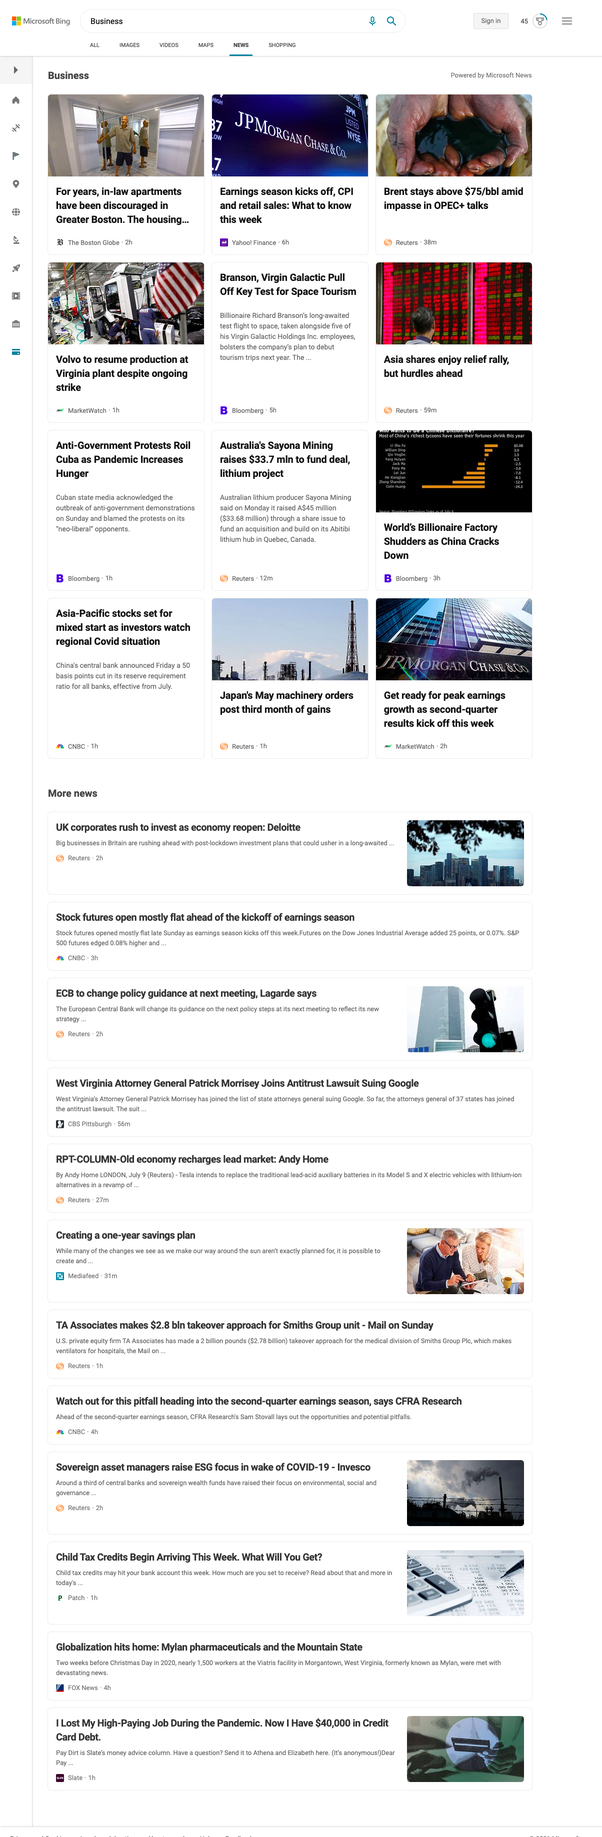 Microsoft Bing
Business
Sign in
45
ALL
IMAGES
VIDEOS
MAPS
NEWS
SHOPPING
Business
Powered by Microsoft News
For years, in-law apartments
have been discouraged in
Greater Boston. The housing...
The Boston Globe · 2h
JPMORGAN CHASE & CO.
Earnings season kicks off, CPI
and retail sales: What to know
this week
Yahoo! Finance · 6h
Brent stays above $75/bbl amid
impasse in OPEC+ talks
Reuters · 38m
Volvo to resume production at
Virginia plant despite ongoing
strike
MarketWatch · 1h
Branson, Virgin Galactic Pull
Off Key Test for Space Tourism
Billionaire Richard Branson's long-awaited
test flight to space, taken alongside five of
his Virgin Galactic Holdings Inc. employees,
bolsters the company's plan to debut
tourism trips next year. The ...
Bloomberg · 5h
Asia shares enjoy relief rally,
but hurdles ahead
Reuters · 59m
Anti-Government Protests Roil
Cuba as Pandemic Increases
Hunger
Cuban state media acknowledged the
outbreak of anti-government demonstrations
on Sunday and blamed the protests on its
"neo-liberal" opponents.
Bloomberg · 1h
Australia's Sayona Mining
raises $33.7 mln to fund deal,
lithium project
Australian lithium producer Sayona Mining
said on Monday it raised A$45 million
($33.68 million) through a share issue to
fund an acquisition and build on its Abitibi
lithium hub in Quebec, Canada.
Reuters · 12m
Most of China's richest tycoons have seen their fortunes shrink this year
World's Billionaire Factory
Shudders as China Cracks
Down
Bloomberg · 3h
Asia-Pacific stocks set for
mixed start as investors watch
regional Covid situation
China's central bank announced Friday a 50
basis points cut in its reserve requirement
ratio for all banks, effective from July.
CNBC · 1h
Japan's May machinery orders
post third month of gains
Reuters · 1h
JPMORGAN CHASE & CO.
Get ready for peak earnings
growth as second-quarter
results kick off this week
MarketWatch · 2h
More news
UK corporates rush to invest as economy reopen: Deloitte
Big businesses in Britain are rushing ahead with post-lockdown investment plans that could usher in a long-awaited ...
Reuters · 2h
Stock futures open mostly flat ahead of the kickoff of earnings season
Stock futures opened mostly flat late Sunday as earnings season kicks off this week.Futures on the Dow Jones Industrial Average added 25 points, or 0.07%. S&P
500 futures edged 0.08% higher and ...
CNBC · 3h
ECB to change policy guidance at next meeting, Lagarde says
The European Central Bank will change its guidance on the next policy steps at its next meeting to reflect its new
strategy ...
Reuters · 2h
West Virginia Attorney General Patrick Morrisey Joins Antitrust Lawsuit Suing Google
West Virginia's Attorney General Patrick Morrisey has joined the list of state attorneys general suing Google. So far, the attorneys general of 37 states has joined
the antitrust lawsuit. The suit ...
CBS Pittsburgh · 56m
RPT-COLUMN-Old economy recharges lead market: Andy Home
By Andy Home LONDON, July 9 (Reuters) - Tesla intends to replace the traditional lead-acid auxiliary batteries in its Model S and X electric vehicles with lithium-ion
alternatives in a revamp of ...
Reuters · 27m
Creating a one-year savings plan
While many of the changes we see as we make our way around the sun aren't exactly planned for, it is possible to
create and ...
Mediafeed · 31m
TA Associates makes $2.8 bln takeover approach for Smiths Group unit - Mail on Sunday
U.S. private equity firm TA Associates has made a 2 billion pounds ($2.78 billion) takeover approach for the medical division of Smiths Group Plc, which makes
ventilators for hospitals, the Mail on ...
Reuters · 1h
Watch out for this pitfall heading into the second-quarter earnings season, says CFRA Research
Ahead of the second-quarter earnings season, CFRA Research's Sam Stovall lays out the opportunities and potential pitfalls.
CNBC · 4h
Sovereign asset managers raise ESG focus in wake of COVID-19 - Invesco
Around a third of central banks and sovereign wealth funds have raised their focus on environmental, social and
governance ...
Reuters · 2h
Child Tax Credits Begin Arriving This Week. What Will You Get?
Child tax credits may hit your bank account this week. How much are you set to receive? Read about that and more in
today's ...
Patch · 1h
Globalization hits home: Mylan pharmaceuticals and the Mountain State
Two weeks before Christmas Day in 2020, nearly 1,500 workers at the Viatris facility in Morgantown, West Virginia, formerly known as Mylan, were met with
devastating news.
FOX News · 4h
I Lost My High-Paying Job During the Pandemic. Now I Have $40,000 in Credit
Card Debt.
Pay Dirt is Slate's money advice column. Have a question? Send it to Athena and Elizabeth here. (It's anonymous!)Dear
Pay ...
Slate · 1h